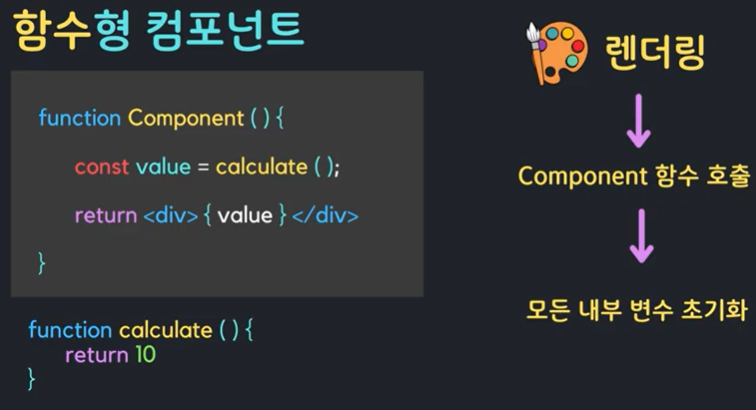 함수형 컴포넌트
function Component ( ) {
const value = calculate ( );
return <div> { value } </div>
}
function calculate ( ) {
return 10
}
렌더링
Component 함수 호출
모든 내부 변수 초기화